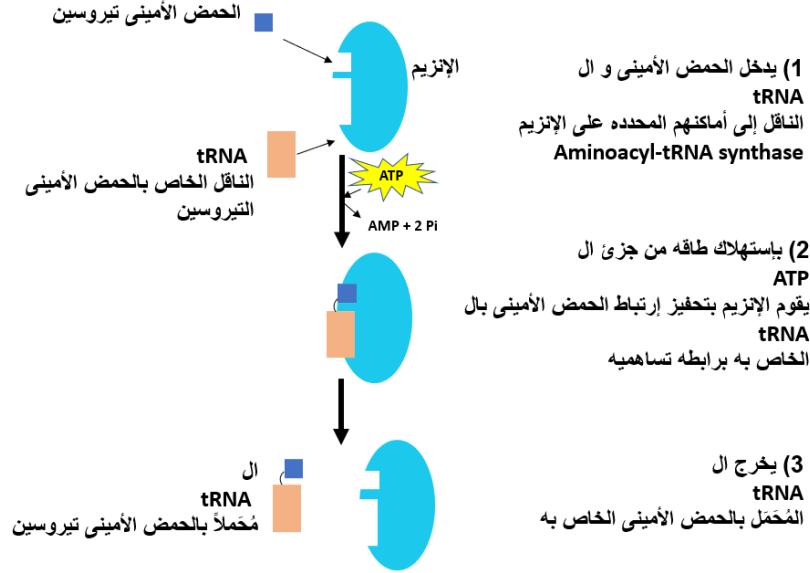 الحمض الأمينى تيروسين
الإنزيم
1) يدخل الحمض الأمينى و ال
tRNA
الناقل إلى أماكنهم المحدده على الإنزيم
Aminoacyl-tRNA synthase
tRNA
الناقل الخاص بالحمض الأمينى
التيروسين
ATP
AMP + 2 Pi
2) بإستهلاك طاقه من جزئ ال
ATP
يقوم الإنزيم بتحفيز إرتباط الحمض الأمينى بال
tRNA
الخاص به برابطه تساهميه
3) يخرج ال
tRNA
المُحَمَل بالحمض الأمينى الخاص به
ال
tRNA
مُحَملاً بالحمض الأمينى تيروسين